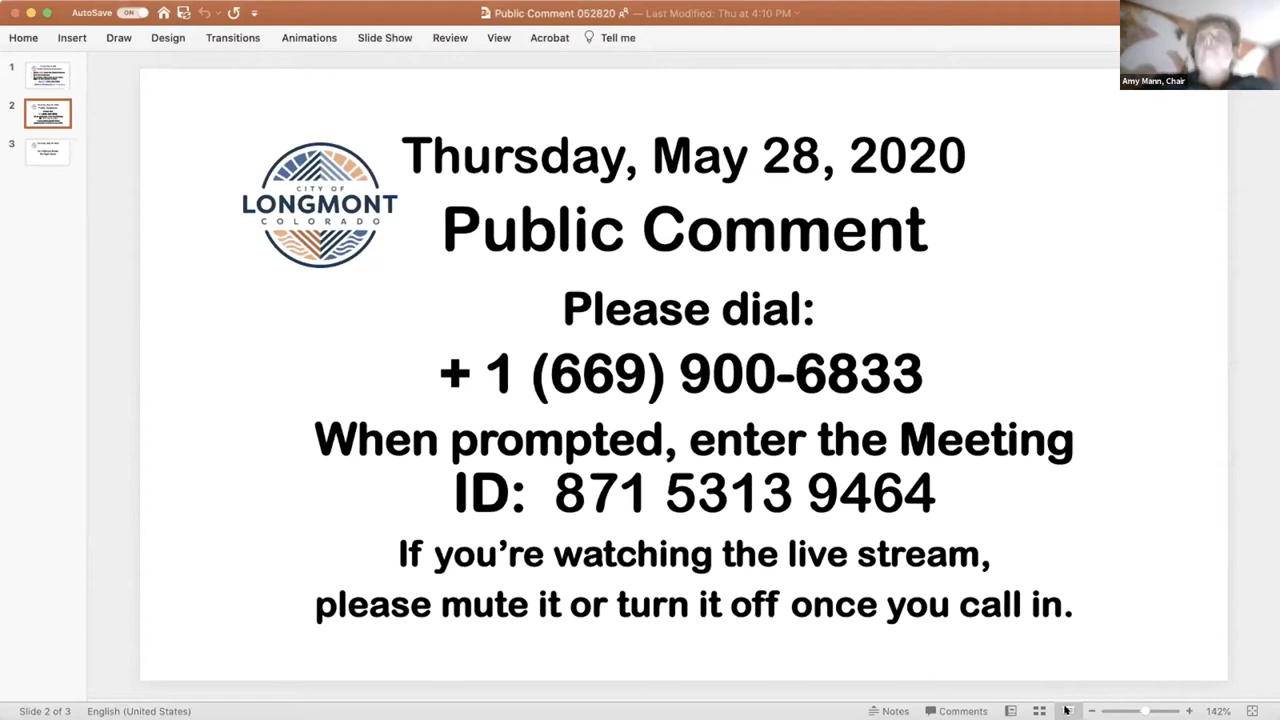 AutoSave ON
Public Comment 052820 — Last Modified: Thu at 4:10 PM
Home Insert Draw Design Transitions Animations Slide Show Review View Acrobat Tell me
Amy Mann, Chair
1
2
3
CITY OF
LONGMONT
COLORADO
Thursday, May 28, 2020
Public Comment
Please dial:
+ 1 (669) 900-6833
When prompted, enter the Meeting
ID: 871 5313 9464
If you're watching the live stream,
please mute it or turn it off once you call in.
Slide 2 of 3 English (United States) Notes Comments 142%